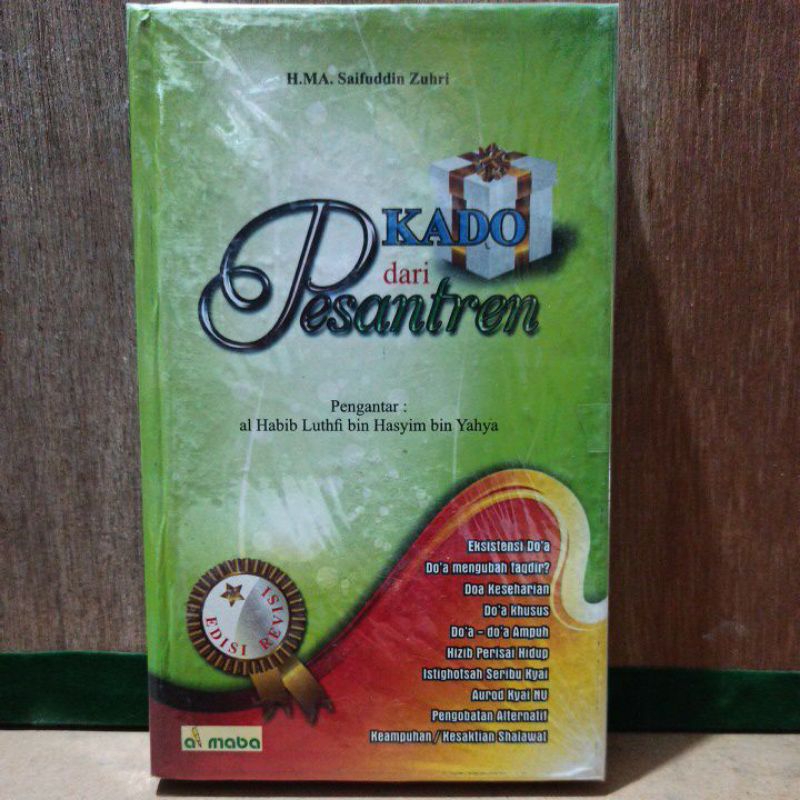 H.MA. Saifuddin Zuhri
KADO
dari
Pesantren
Pengantar :
al Habib Luthfi bin Hasyim bin Yahya
Eksistensi Do'a
Do'a mengubah taqdir?
Doa Keseharian
Do'a khusus
Do'a - do'a Ampuh
Hizib Perisai Hidup
Istighotsah Seribu Kyai
Aurod Kyai NU
Pengobatan Alternatif
Keampuhan / Kesaktian Shalawat
EDISI REVISI
al maba